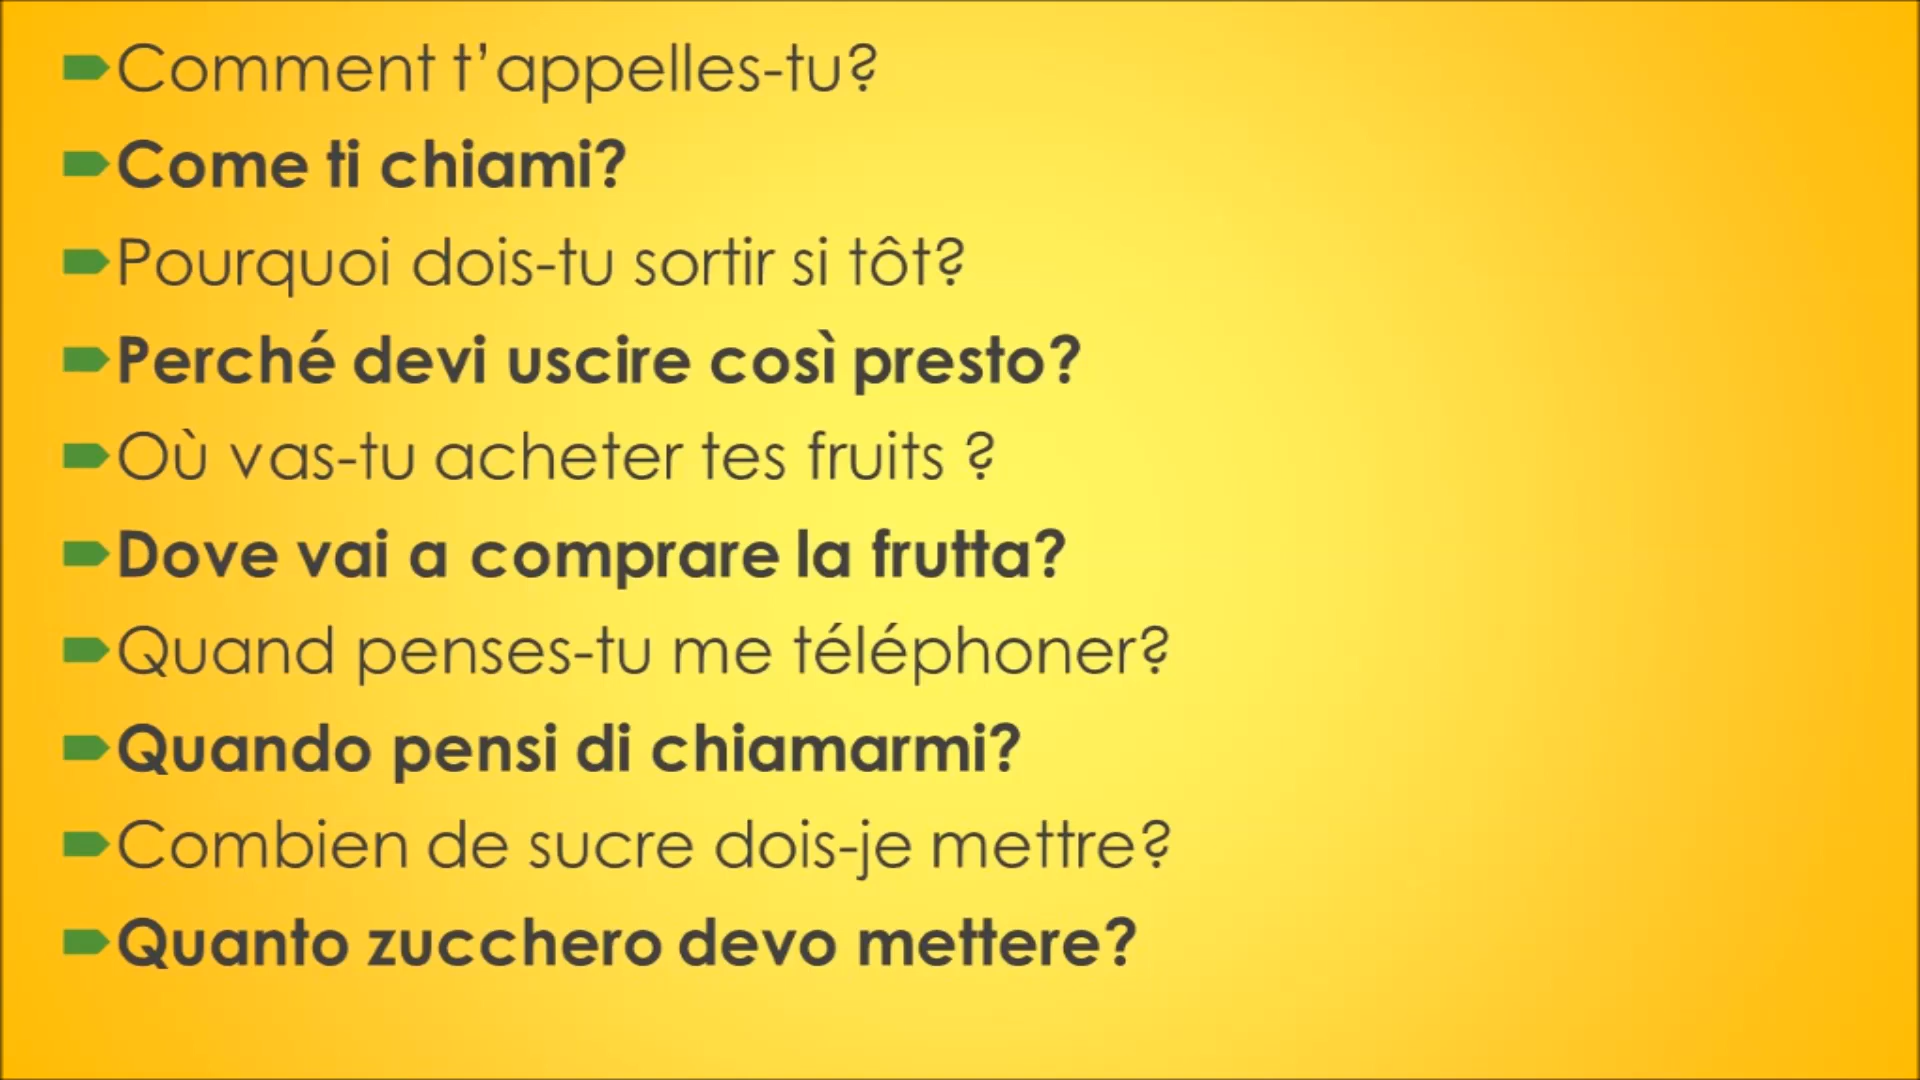 Comment t’appelles-tu?
Come ti chiami?
Pourquoi dois-tu sortir si tôt?
Perché devi uscire così presto?
Où vas-tu acheter tes fruits ?
Dove vai a comprare la frutta?
Quand penses-tu me téléphoner?
Quando pensi di chiamarmi?
Combien de sucre dois-je mettre?
Quanto zucchero devo mettere?